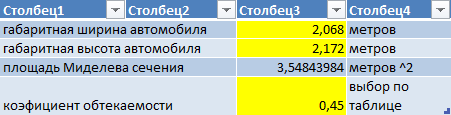 Столбец1 Столбец2 Столбец3 Столбец4
габаритная ширина автомобиля 2,068 метров
габаритная высота автомобиля 2,172 метров
площадь Миделева сечения 3,54843984 метров ^2
выбор по
коэфициент обтекаемости 0,45 таблице